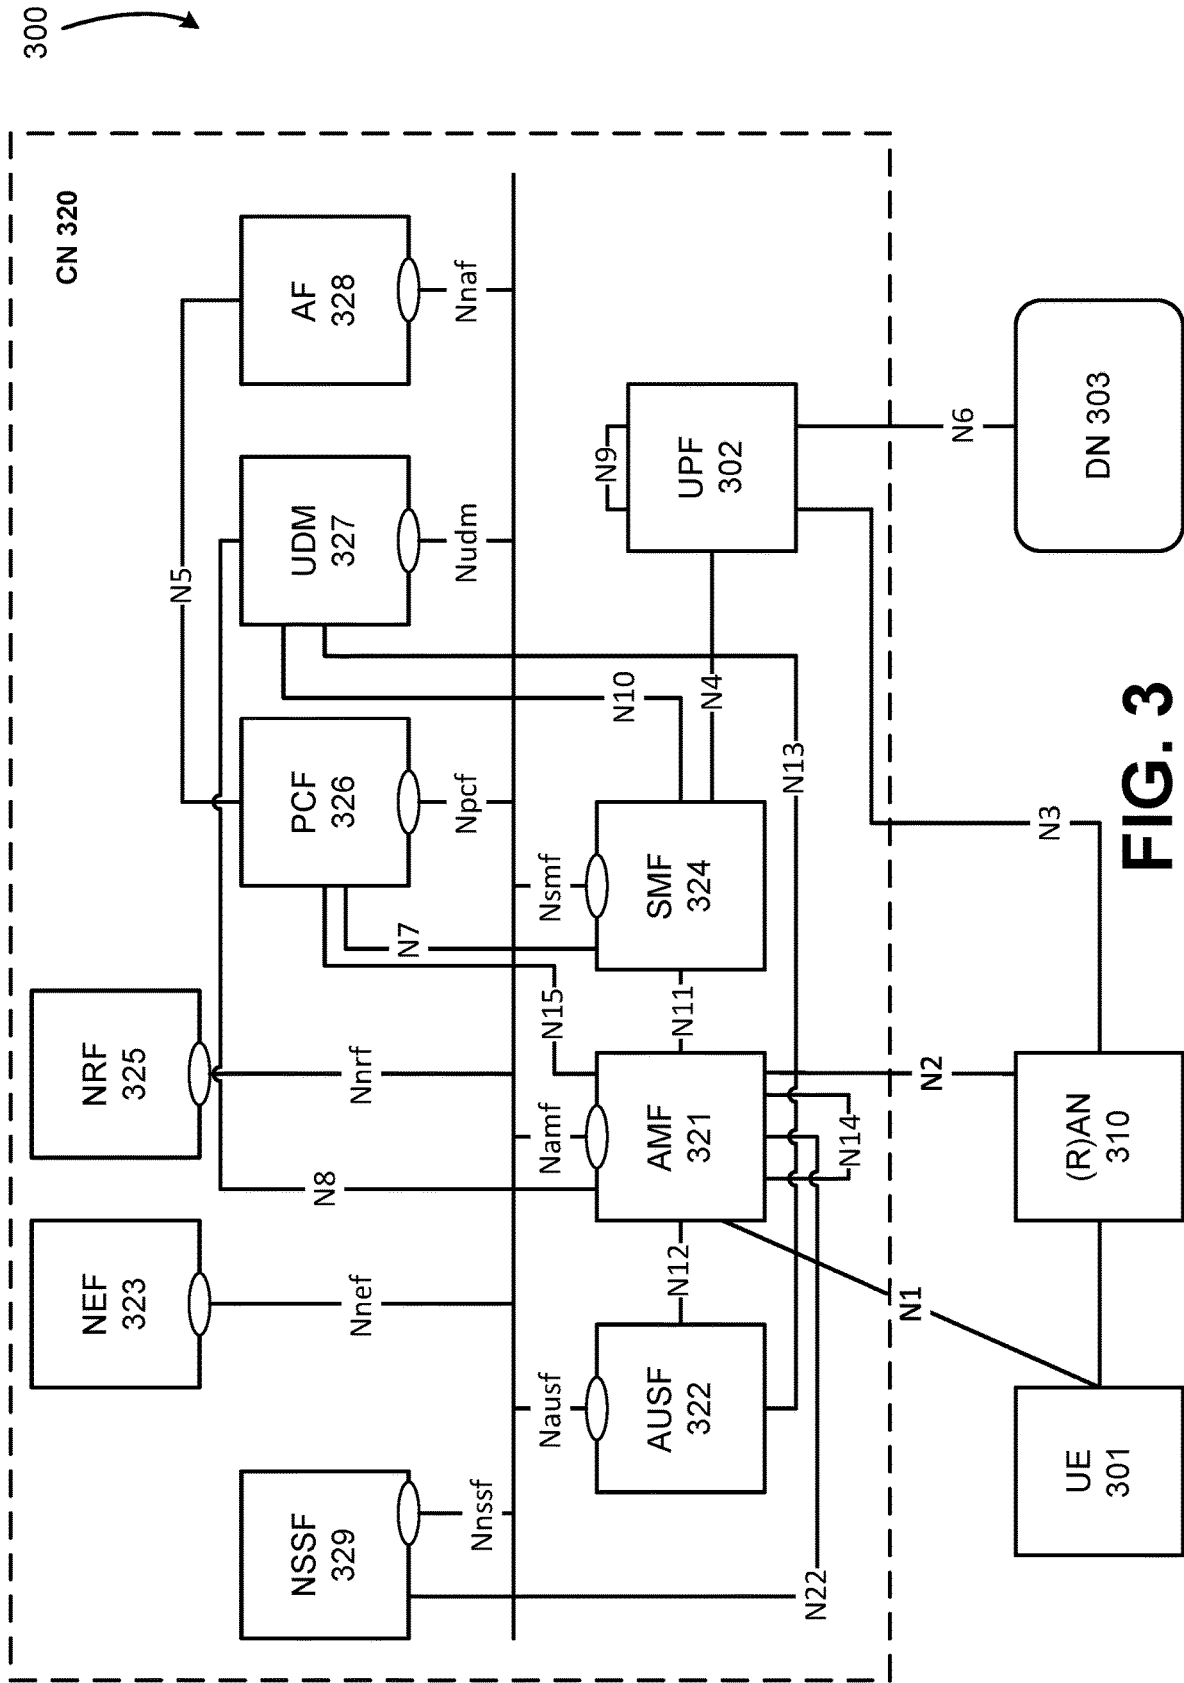 300
CN 320
NEF
323
NRF
325
N5
NSSF
329
PCF
326
UDM
327
AF
328
N8
Nnef
Nnrf
N7
Nnssf
Npcf
Nudm
Nnaf
Nausf
Namf
N15
Nsmf
N10
N9
AUSF
322
N12
AMF
321
N11
SMF
324
N4
UPF
302
N22
N14
N13
N1
N2
N6
N3
UE
301
(R)AN
310
DN 303
FIG. 3